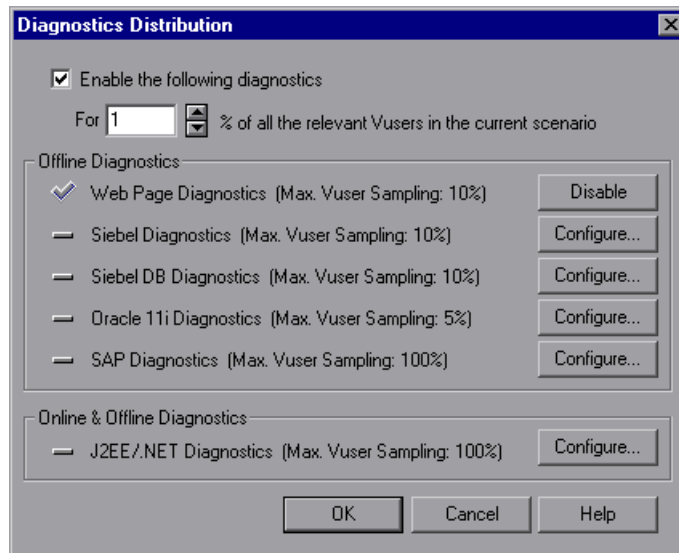 Diagnostics Distribution
Enable the following diagnostics
For 1 % of all the relevant Vusers in the current scenario
Offline Diagnostics
Web Page Diagnostics (Max. Vuser Sampling: 10%) Disable
Siebel Diagnostics (Max. Vuser Sampling: 10%) Configure...
Siebel DB Diagnostics (Max. Vuser Sampling: 10%) Configure...
Oracle 11i Diagnostics (Max. Vuser Sampling: 5%) Configure...
SAP Diagnostics (Max. Vuser Sampling: 100%) Configure...
Online & Offline Diagnostics
J2EE/.NET Diagnostics (Max. Vuser Sampling: 100%) Configure...
OK Cancel Help